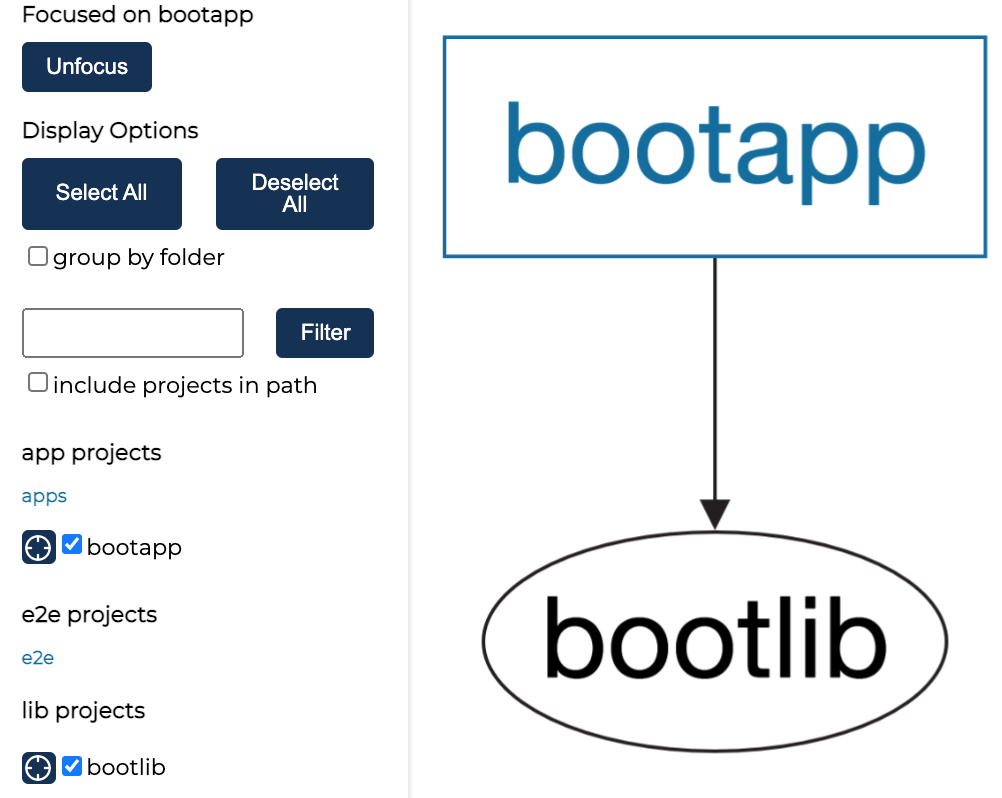 Focused on bootapp
Unfocus
Display Options
Select All
Deselect
All
group by folder
Filter
include projects in path
app projects
apps
bootapp
e2e projects
e2e
lib projects
bootlib
bootapp
bootlib